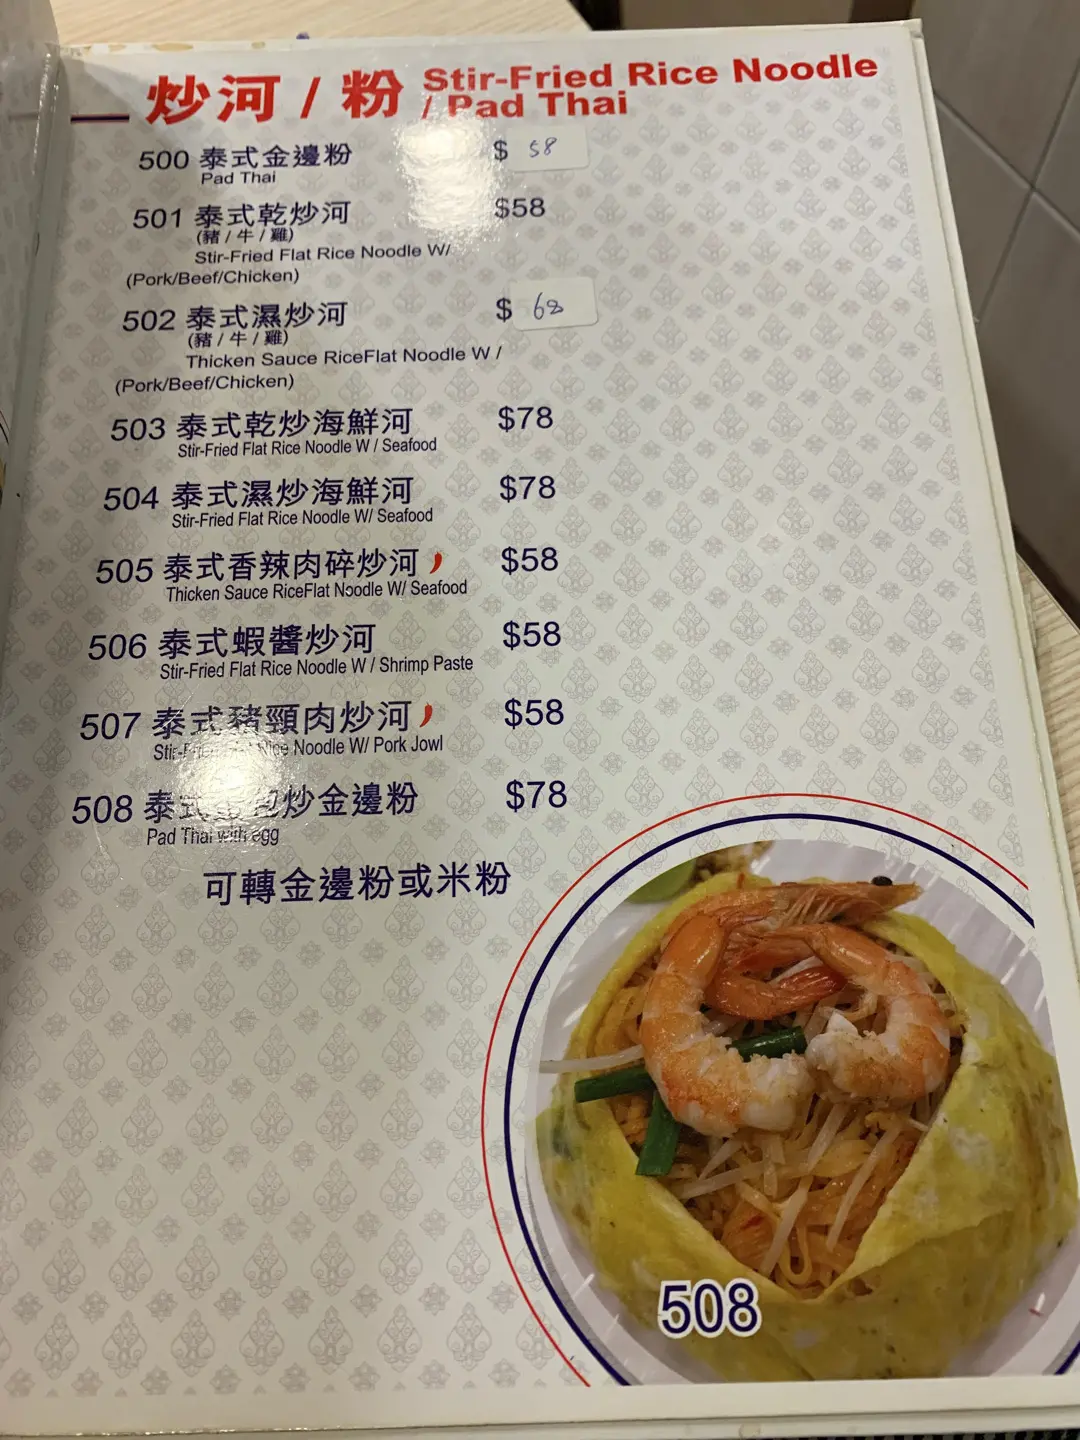 炒河 / 粉 Stir-Fried Rice Noodle
/ Pad Thai
500 泰式金邊粉 $ 58
Pad Thai
501 泰式乾炒河 $58
(豬 / 牛 / 雞)
Stir-Fried Flat Rice Noodle W/
(Pork/Beef/Chicken)
502 泰式濕炒河 $ 68
(豬 / 牛 / 雞)
Thicken Sauce RiceFlat Noodle W /
(Pork/Beef/Chicken)
503 泰式乾炒海鮮河 $78
Stir-Fried Flat Rice Noodle W / Seafood
504 泰式濕炒海鮮河 $78
Stir-Fried Flat Rice Noodle W/ Seafood
505 泰式香辣肉碎炒河 $58
Thicken Sauce RiceFlat Noodle W/ Seafood
506 泰式蝦醬炒河 $58
Stir-Fried Flat Rice Noodle W / Shrimp Paste
507 泰式豬頸肉炒河 $58
Stir-Fried Flat Rice Noodle W/ Pork Jowl
508 泰式炒金邊粉 $78
Pad Thai with egg
可轉金邊粉或米粉
508